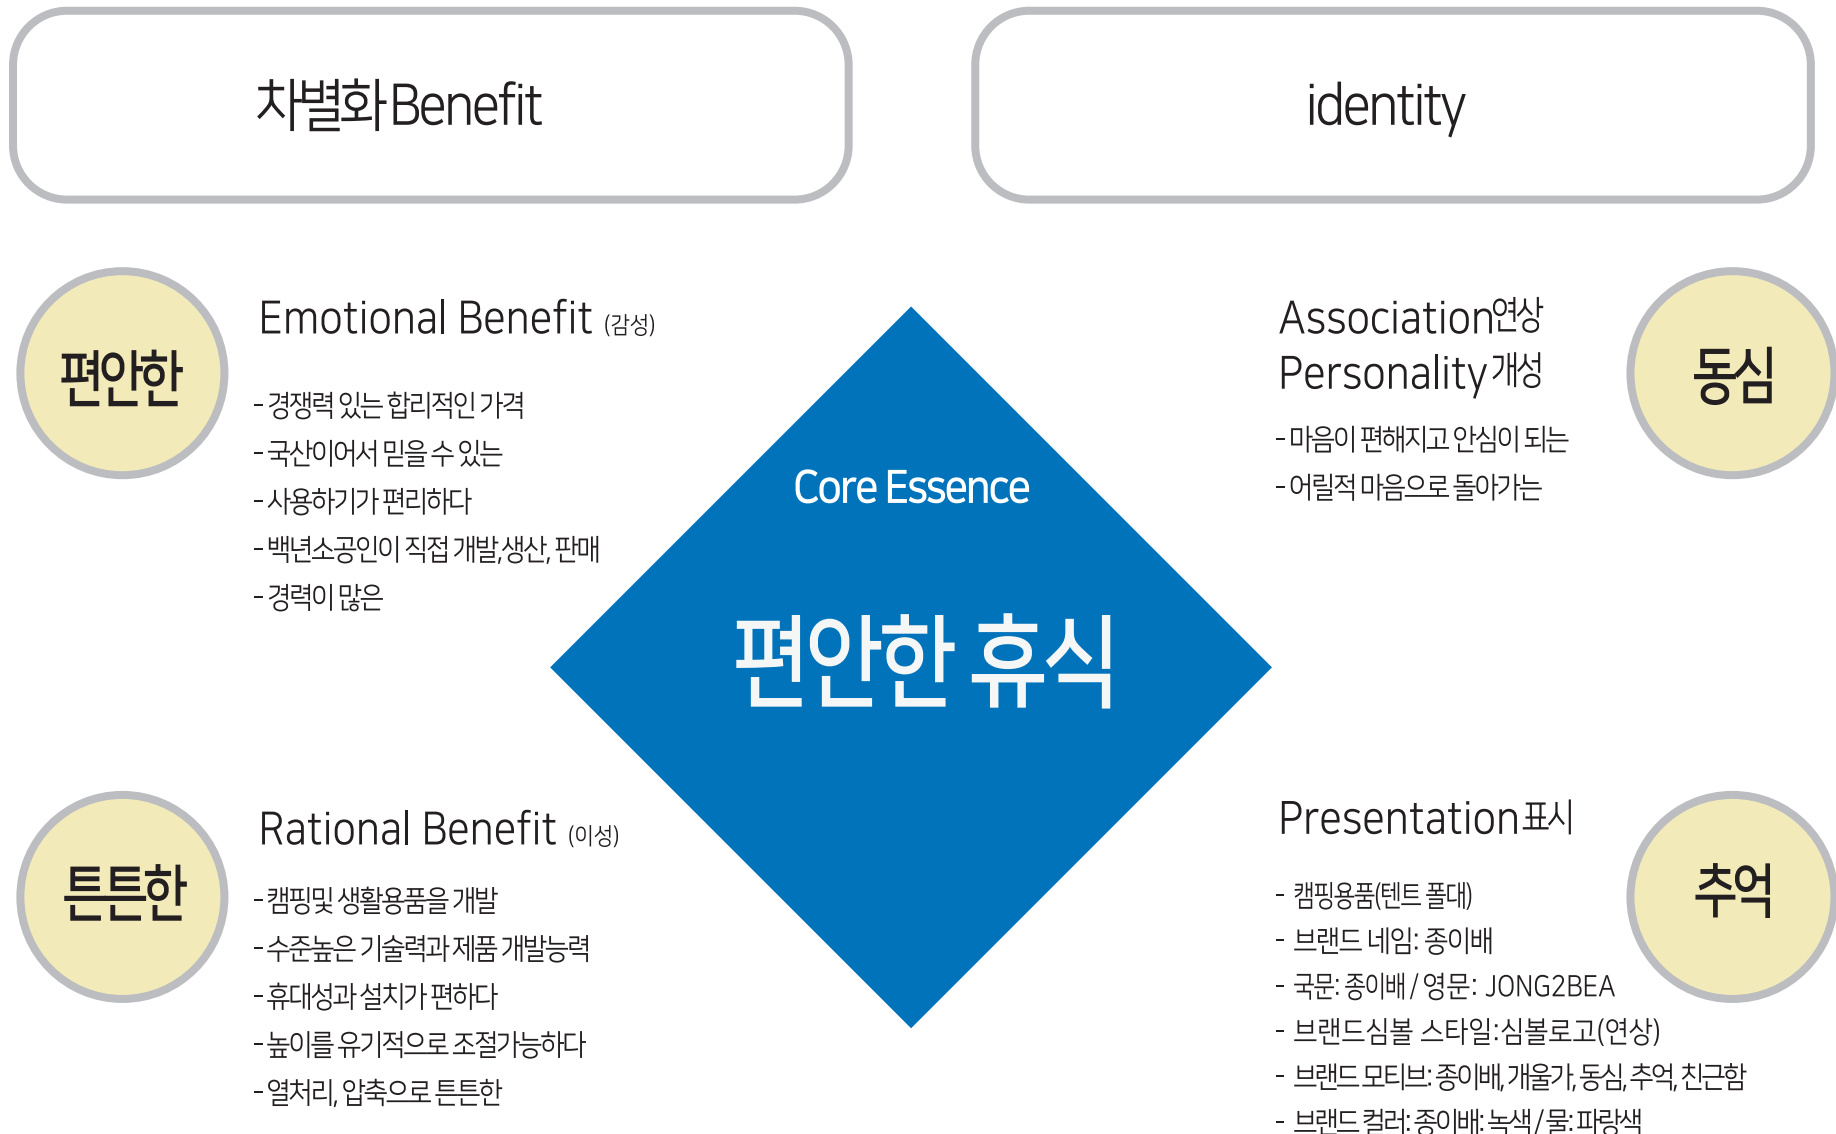 차별화 Benefit
identity
편안한
Emotional Benefit (감성)
- 경쟁력 있는 합리적인 가격
- 국산이어서 믿을 수 있는
- 사용하기가 편리하다
- 백년소공인이 직접 개발,생산, 판매
- 경력이 많은
Core Essence
편안한 휴식
Association연상
Personality개성
- 마음이 편해지고 안심이 되는
- 어릴적 마음으로 돌아가는
동심
튼튼한
Rational Benefit (이성)
- 캠핑및 생활용품을 개발
- 수준높은 기술력과 제품 개발능력
- 휴대성과 설치가 편하다
- 높이를 유기적으로 조절가능하다
- 열처리, 압축으로 튼튼한
Presentation표시
- 캠핑용품(텐트 폴대)
- 브랜드 네임: 종이배
- 국문: 종이배 / 영문: JONG2BEA
- 브랜드심볼 스타일:심볼로고(연상)
- 브랜드 모티브: 종이배, 개울가, 동심, 추억, 친근함
- 브랜드 컬러: 종이배: 녹색 / 물: 파랑색
추억